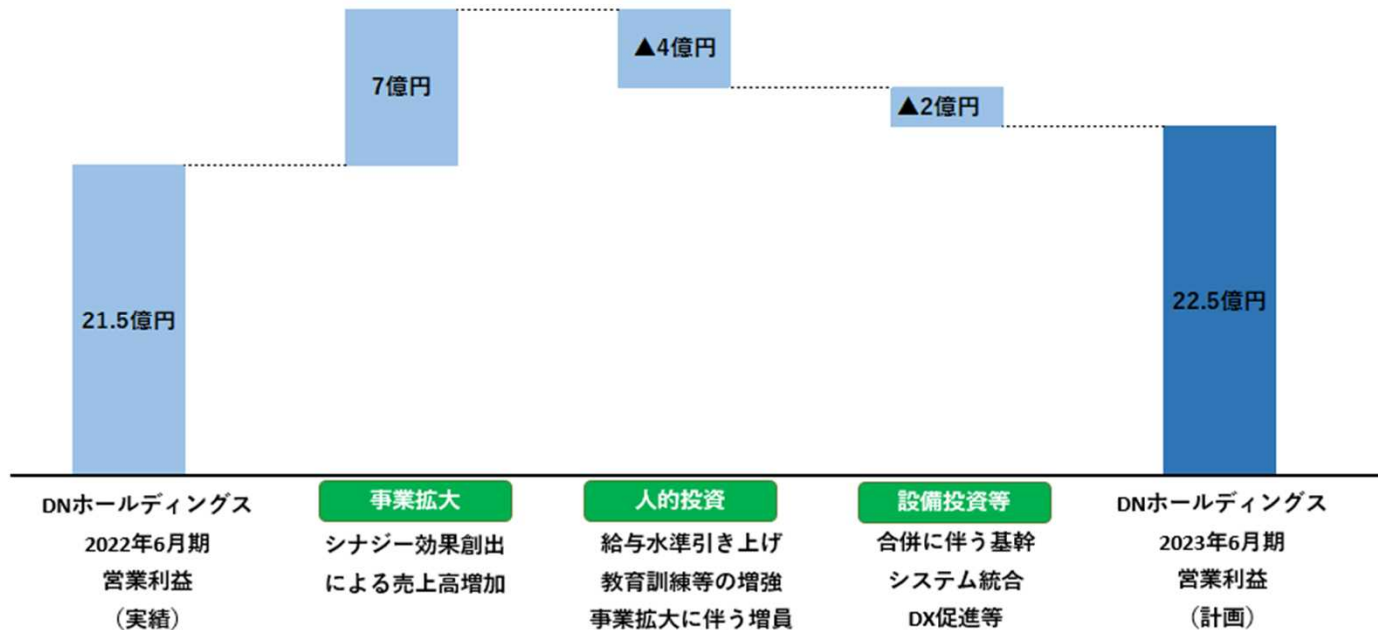 ▲4億円
7億円
▲2億円
21.5億円
22.5億円
DNホールディングス
2022年6月期
営業利益
（実績）
事業拡大
シナジー効果創出
による売上高増加
人的投資
給与水準引き上げ
教育訓練等の増強
事業拡大に伴う増員
設備投資等
合併に伴う基幹
システム統合
DX促進等
DNホールディングス
2023年6月期
営業利益
（計画）